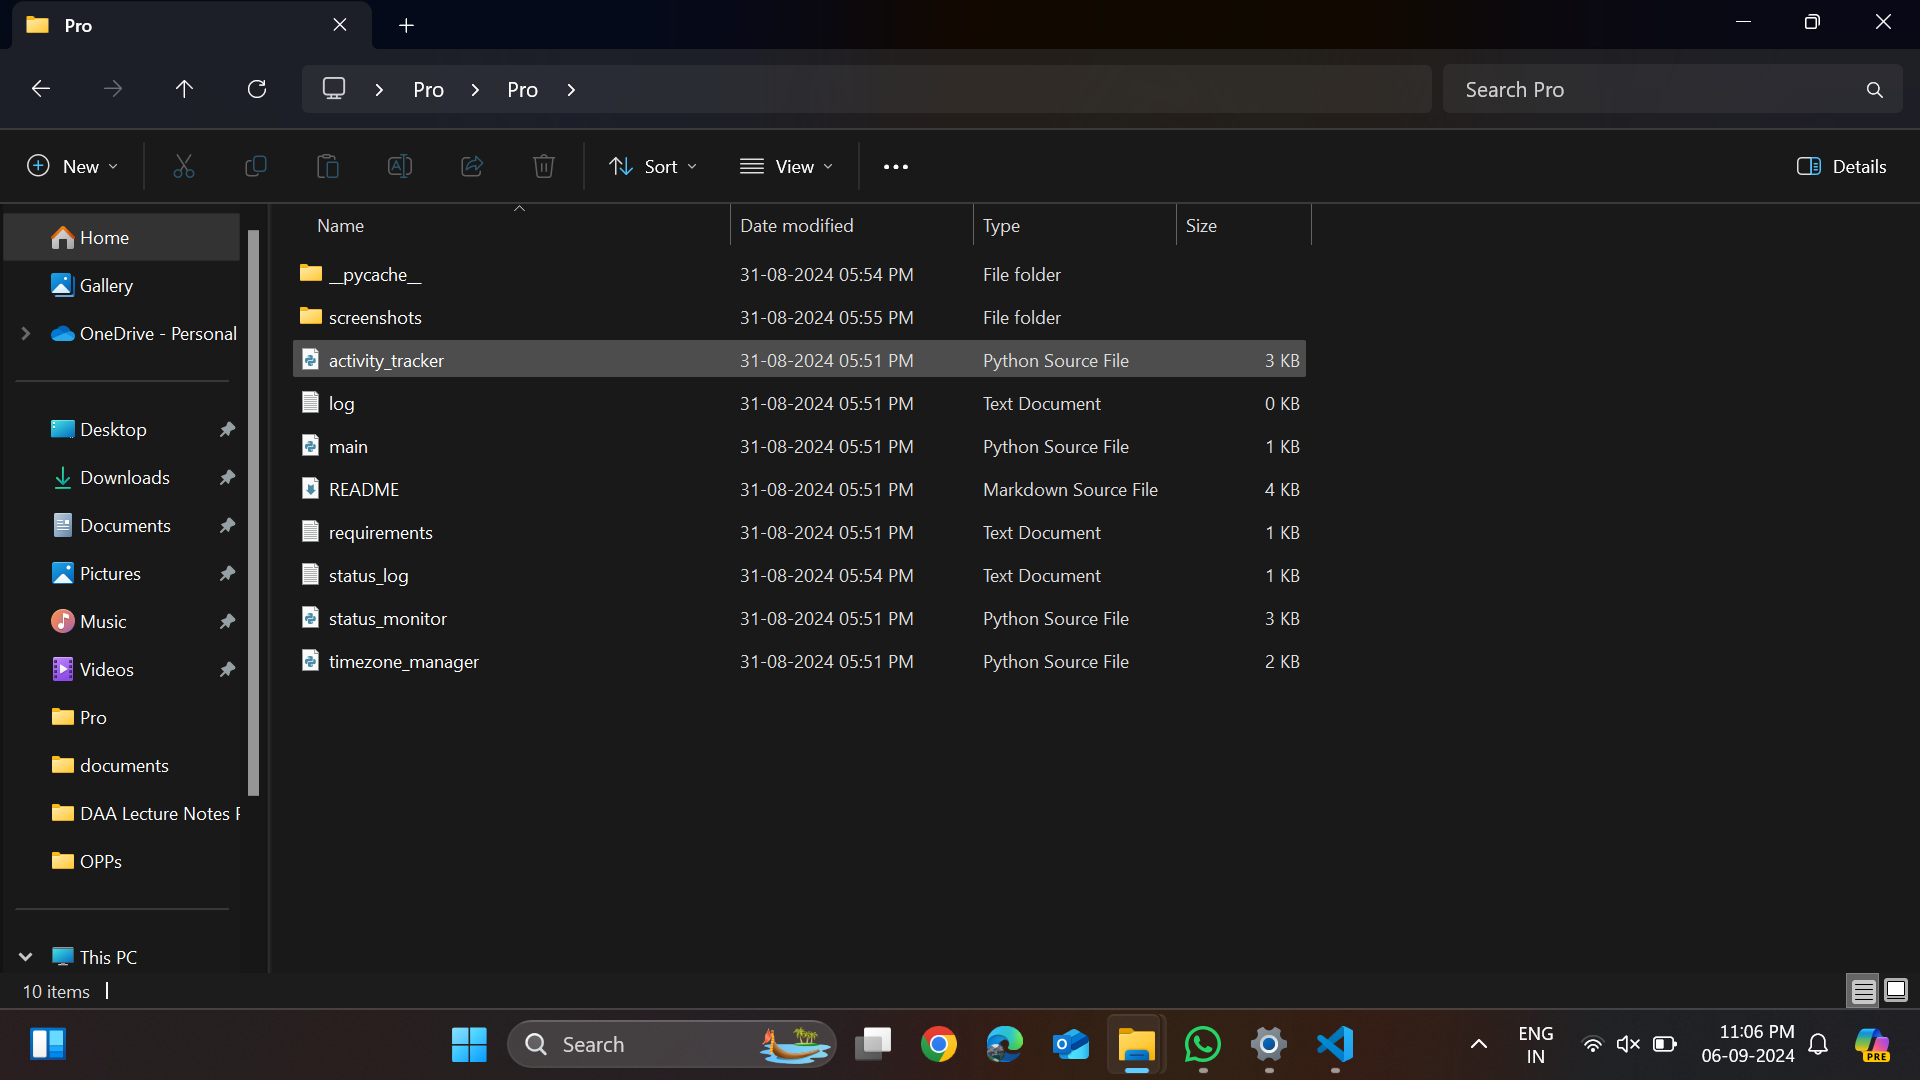 Pro
Pro
Pro
Search Pro
New
Sort
View
Details
Name
Date modified
Type
Size
__pycache__ 31-08-2024 05:54 PM File folder
screenshots 31-08-2024 05:55 PM File folder
activity_tracker 31-08-2024 05:51 PM Python Source File 3 KB
log 31-08-2024 05:51 PM Text Document 0 KB
main 31-08-2024 05:51 PM Python Source File 1 KB
README 31-08-2024 05:51 PM Markdown Source File 4 KB
requirements 31-08-2024 05:51 PM Text Document 1 KB
status_log 31-08-2024 05:54 PM Text Document 1 KB
status_monitor 31-08-2024 05:51 PM Python Source File 3 KB
timezone_manager 31-08-2024 05:51 PM Python Source File 2 KB
Home
Gallery
OneDrive - Personal
Desktop
Downloads
Documents
Pictures
Music
Videos
Pro
documents
DAA Lecture Notes
OPPs
This PC
10 items
Search
ENG
IN
11:06 PM
06-09-2024
PRE